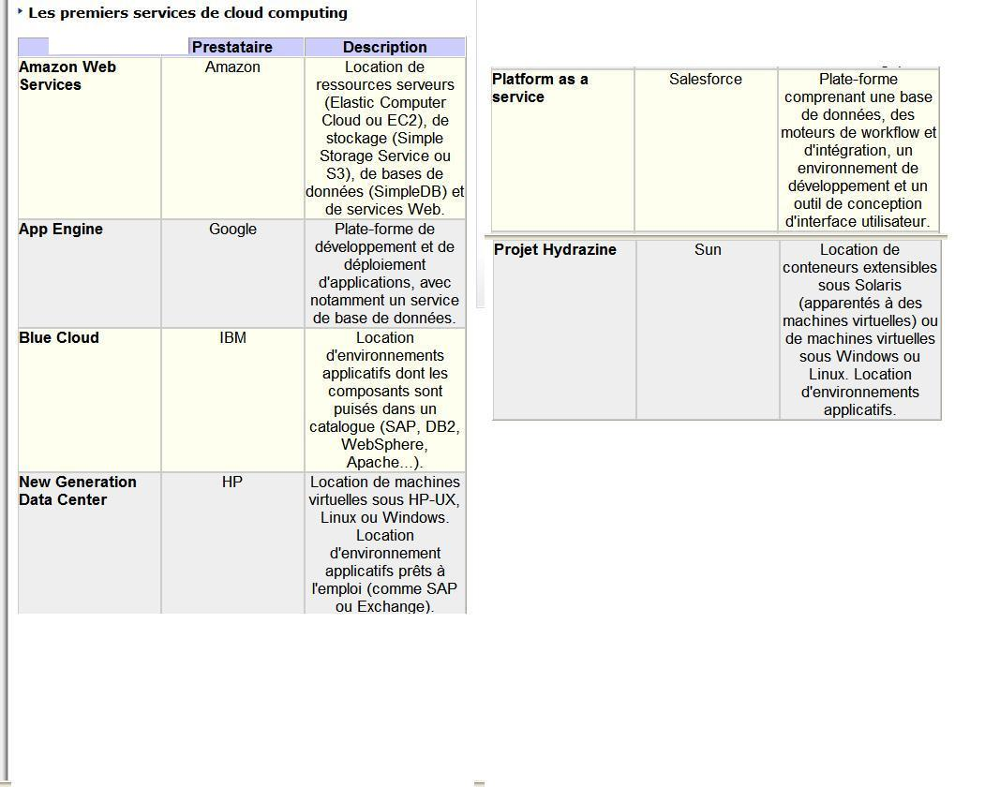 Les premiers services de cloud computing
Prestataire Description
Amazon Web
Services
Amazon
Location de
ressources serveurs
(Elastic Computer
Cloud ou EC2), de
stockage (Simple
Storage Service ou
S3), de bases de
données (SimpleDB) et
de services Web.
App Engine
Google
Plate-forme de
développement et de
déploiement
d'applications, avec
notamment un service
de base de données.
Blue Cloud
IBM
Location
d'environnements
applicatifs dont les
composants sont
puisés dans un
catalogue (SAP, DB2,
WebSphere,
Apache...).
New Generation
Data Center
HP
Location de machines
virtuelles sous HP-UX,
Linux ou Windows.
Location
d'environnement
applicatifs prêts à
l'emploi (comme SAP
ou Exchange).
Platform as a
service
Salesforce
Plate-forme
comprenant une base
de données, des
moteurs de workflow et
d'intégration, un
environnement de
développement et un
outil de conception
d'interface utilisateur.
Projet Hydrazine
Sun
Location de
conteneurs extensibles
sous Solaris
(apparentés à des
machines virtuelles) ou
de machines virtuelles
sous Windows ou
Linux. Location
d'environnements
applicatifs.